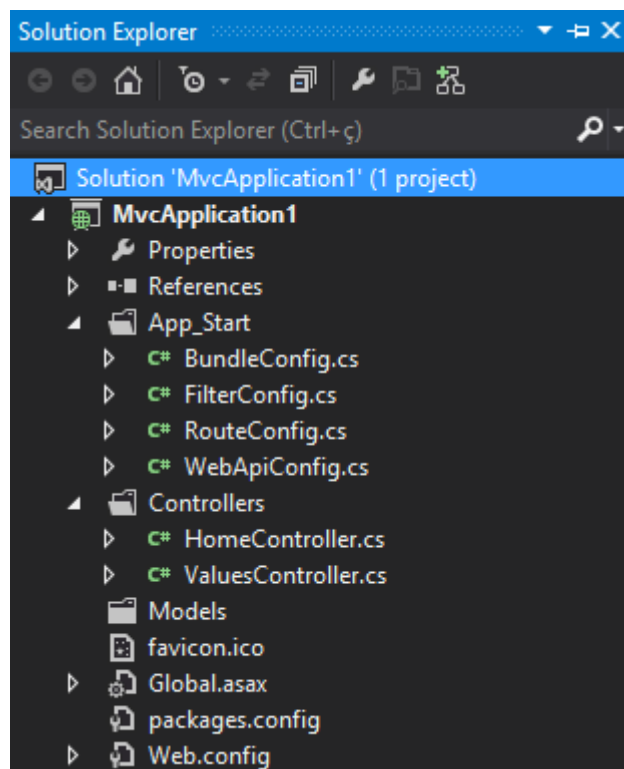 Solution Explorer
Search Solution Explorer (Ctrl+ç)
Solution 'MvcApplication1' (1 project)
MvcApplication1
Properties
References
App_Start
C# BundleConfig.cs
C# FilterConfig.cs
C# RouteConfig.cs
C# WebApiConfig.cs
Controllers
C# HomeController.cs
C# ValuesController.cs
Models
favicon.ico
Global.asax
packages.config
Web.config